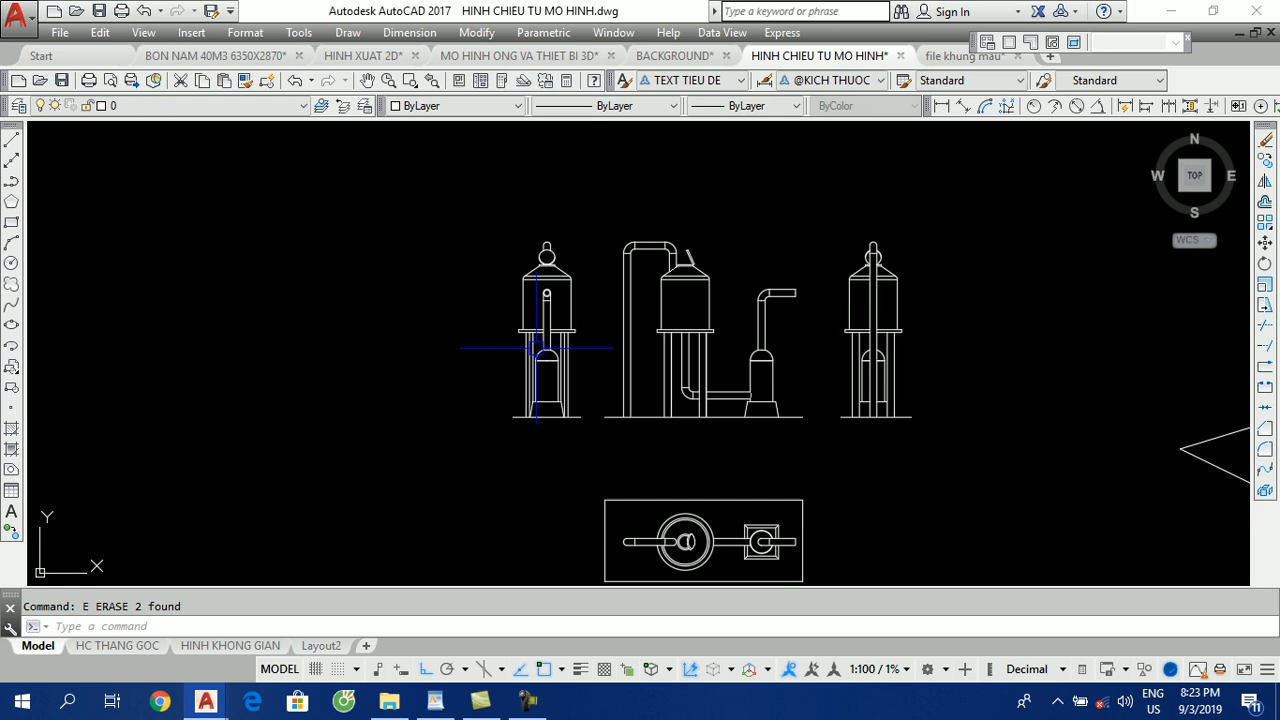 Autodesk AutoCAD 2017 HINH CHIEU TU MO HINH.dwg
Type a keyword or phrase
Sign In
File Edit View Insert Format Tools Draw Dimension Modify Parametric Window Help Express
Start
BON NAM 40M3 6350X2870*
HINH XUAT 2D*
MO HINH ONG VA THIET BI 3D*
BACKGROUND*
HINH CHIEU TU MO HINH*
file khung mau*
TEXT TIEU DE
@KICH THUOC
Standard
Standard
0
ByLayer
ByLayer
ByLayer
ByColor
N
W
TOP
E
S
WCS
Y
X
Command: E ERASE 2 found
Type a command
Model
HC THANG GOC
HINH KHONG GIAN
Layout2
MODEL
1:100 / 1%
Decimal
ENG
US
8:23 PM
9/3/2019
11